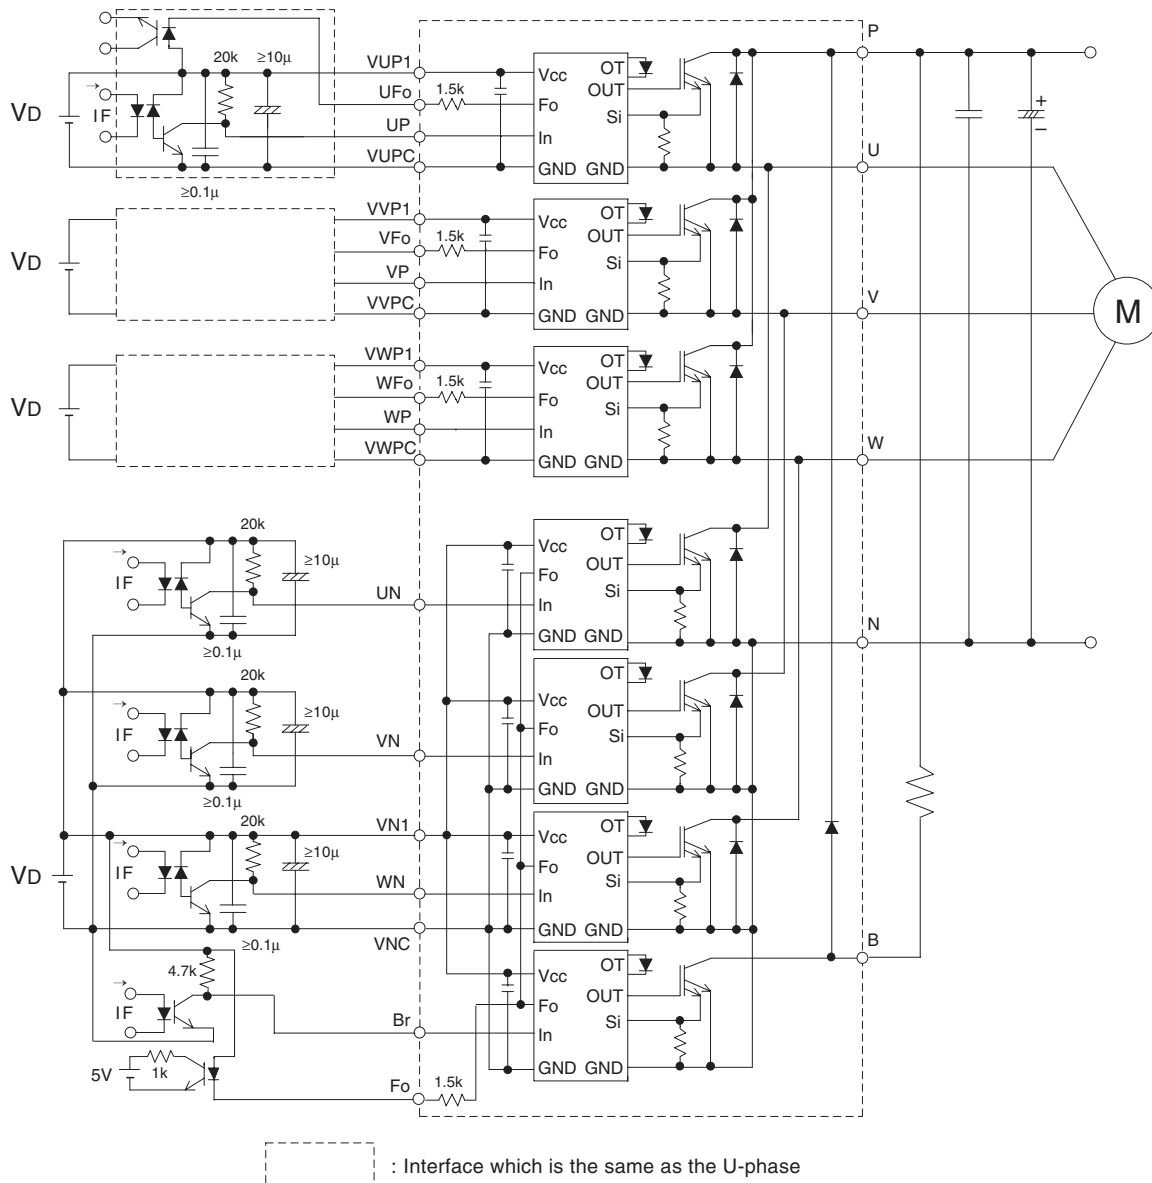 P
20k
≥10μ
VUP1
Vcc
OT
OUT
UFo
1.5k
Fo
Si
VD
IF
UP
In
VUPC
GND GND
U
≥0.1μ
+
–
VVP1
Vcc
OT
OUT
VFo
1.5k
Fo
Si
VD
VP
In
VVPC
GND GND
V
M
VWP1
Vcc
OT
OUT
WFo
1.5k
Fo
Si
VD
WP
In
VWPC
GND GND
W
20k
≥10μ
IF
Vcc
OT
OUT
Fo
Si
UN
In
GND GND
N
≥0.1μ
20k
≥10μ
IF
Vcc
OT
OUT
Fo
Si
VN
In
GND GND
≥0.1μ
20k
≥10μ
VN1
Vcc
OT
OUT
Fo
Si
VD
IF
WN
In
VNC
GND GND
≥0.1μ
B
4.7k
IF
Vcc
OT
OUT
Fo
Si
Br
In
GND GND
5V
1k
Fo
1.5k
: Interface which is the same as the U-phase